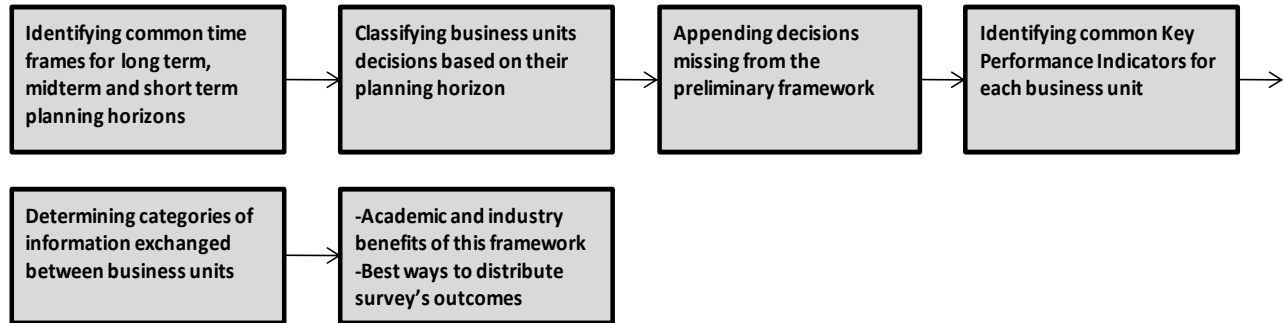 Identifying common time
frames for long term,
midterm and short term
planning horizons
Classifying business units
decisions based on their
planning horizon
Appending decisions
missing from the
preliminary framework
Identifying common Key
Performance Indicators for
each business unit
Determining categories of
information exchanged
between business units
-Academic and industry
benefits of this framework
-Best ways to distribute
survey's outcomes